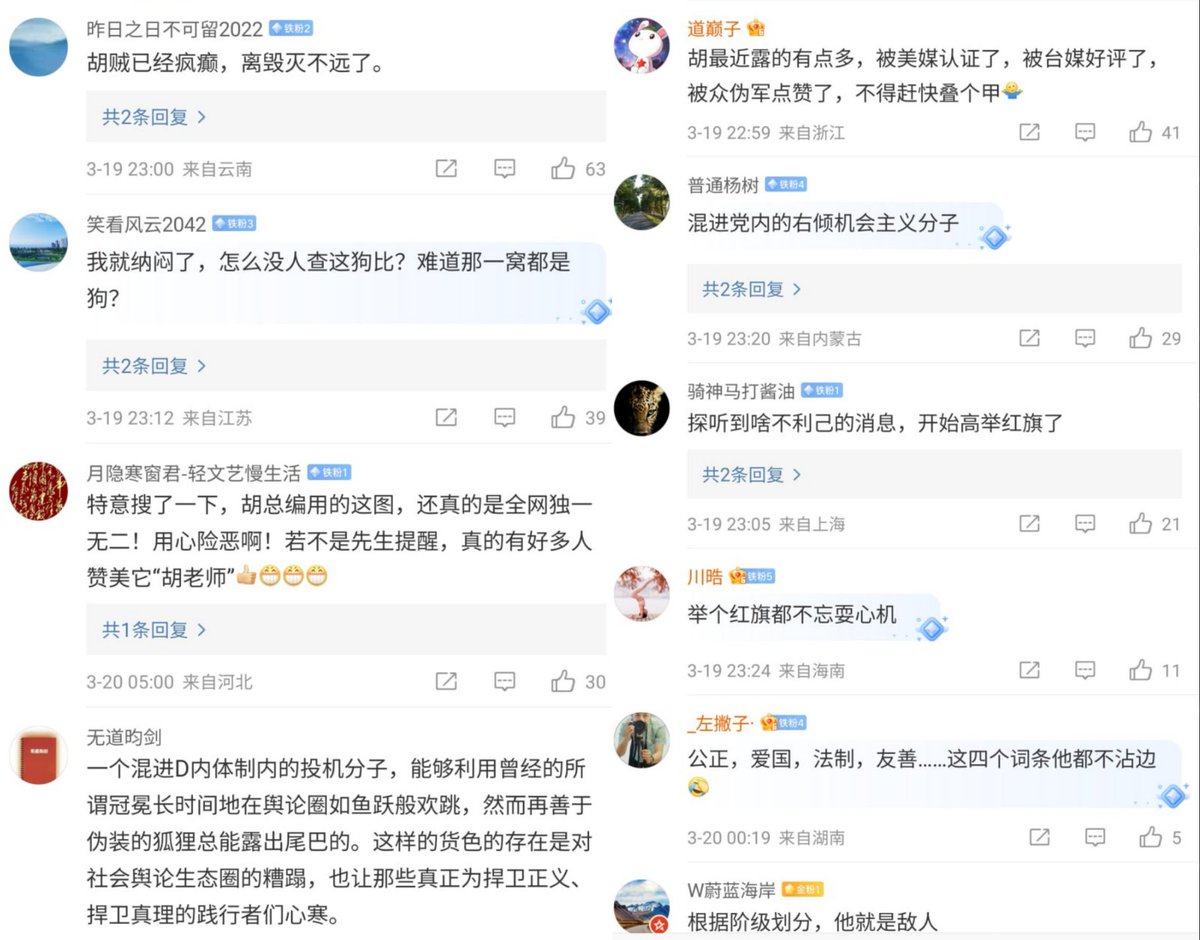 昨日之日不可留2022 铁粉2
胡贼已经疯癫，离毁灭不远了。
共2条回复 >
3-19 23:00 来自云南 63
笑看风云2042 铁粉3
我就纳闷了，怎么没人查这狗比？难道那一窝都是
狗？
共2条回复 >
3-19 23:12 来自江苏 39
月隐寒窗君-轻文艺慢生活 铁粉1
特意搜了一下，胡总编用的这图，还真的是全网独一
无二！用心险恶啊！若不是先生提醒，真的有好多人
赞美它“胡老师”👍😁😁😁
共1条回复 >
3-20 05:00 来自河北 30
无道昀剑
一个混进D内体制内的投机分子，能够利用曾经的所
谓冠冕长时间地在舆论圈如鱼跃般欢跳，然而再善于
伪装的狐狸总能露出尾巴的。这样的货色的存在是对
社会舆论生态圈的糟蹋，也让那些真正为捍卫正义、
捍卫真理的践行者们心寒。
道巅子
胡最近露的有点多，被美媒认证了，被台媒好评了，
被众伪军点赞了，不得赶快叠个甲🤷
3-19 22:59 来自浙江 41
普通杨树 铁粉4
混进党内的右倾机会主义分子
共2条回复 >
3-19 23:20 来自内蒙古 29
骑神马打酱油 铁粉1
探听到啥不利己的消息，开始高举红旗了
共2条回复 >
3-19 23:05 来自上海 21
川晧 铁粉5
举个红旗都不忘耍心机
3-19 23:24 来自海南 11
_左撇子· 铁粉4
公正，爱国，法制，友善……这四个词条他都不沾边
🤣
3-20 00:19 来自湖南 5
W蔚蓝海岸 金粉1
根据阶级划分，他就是敌人